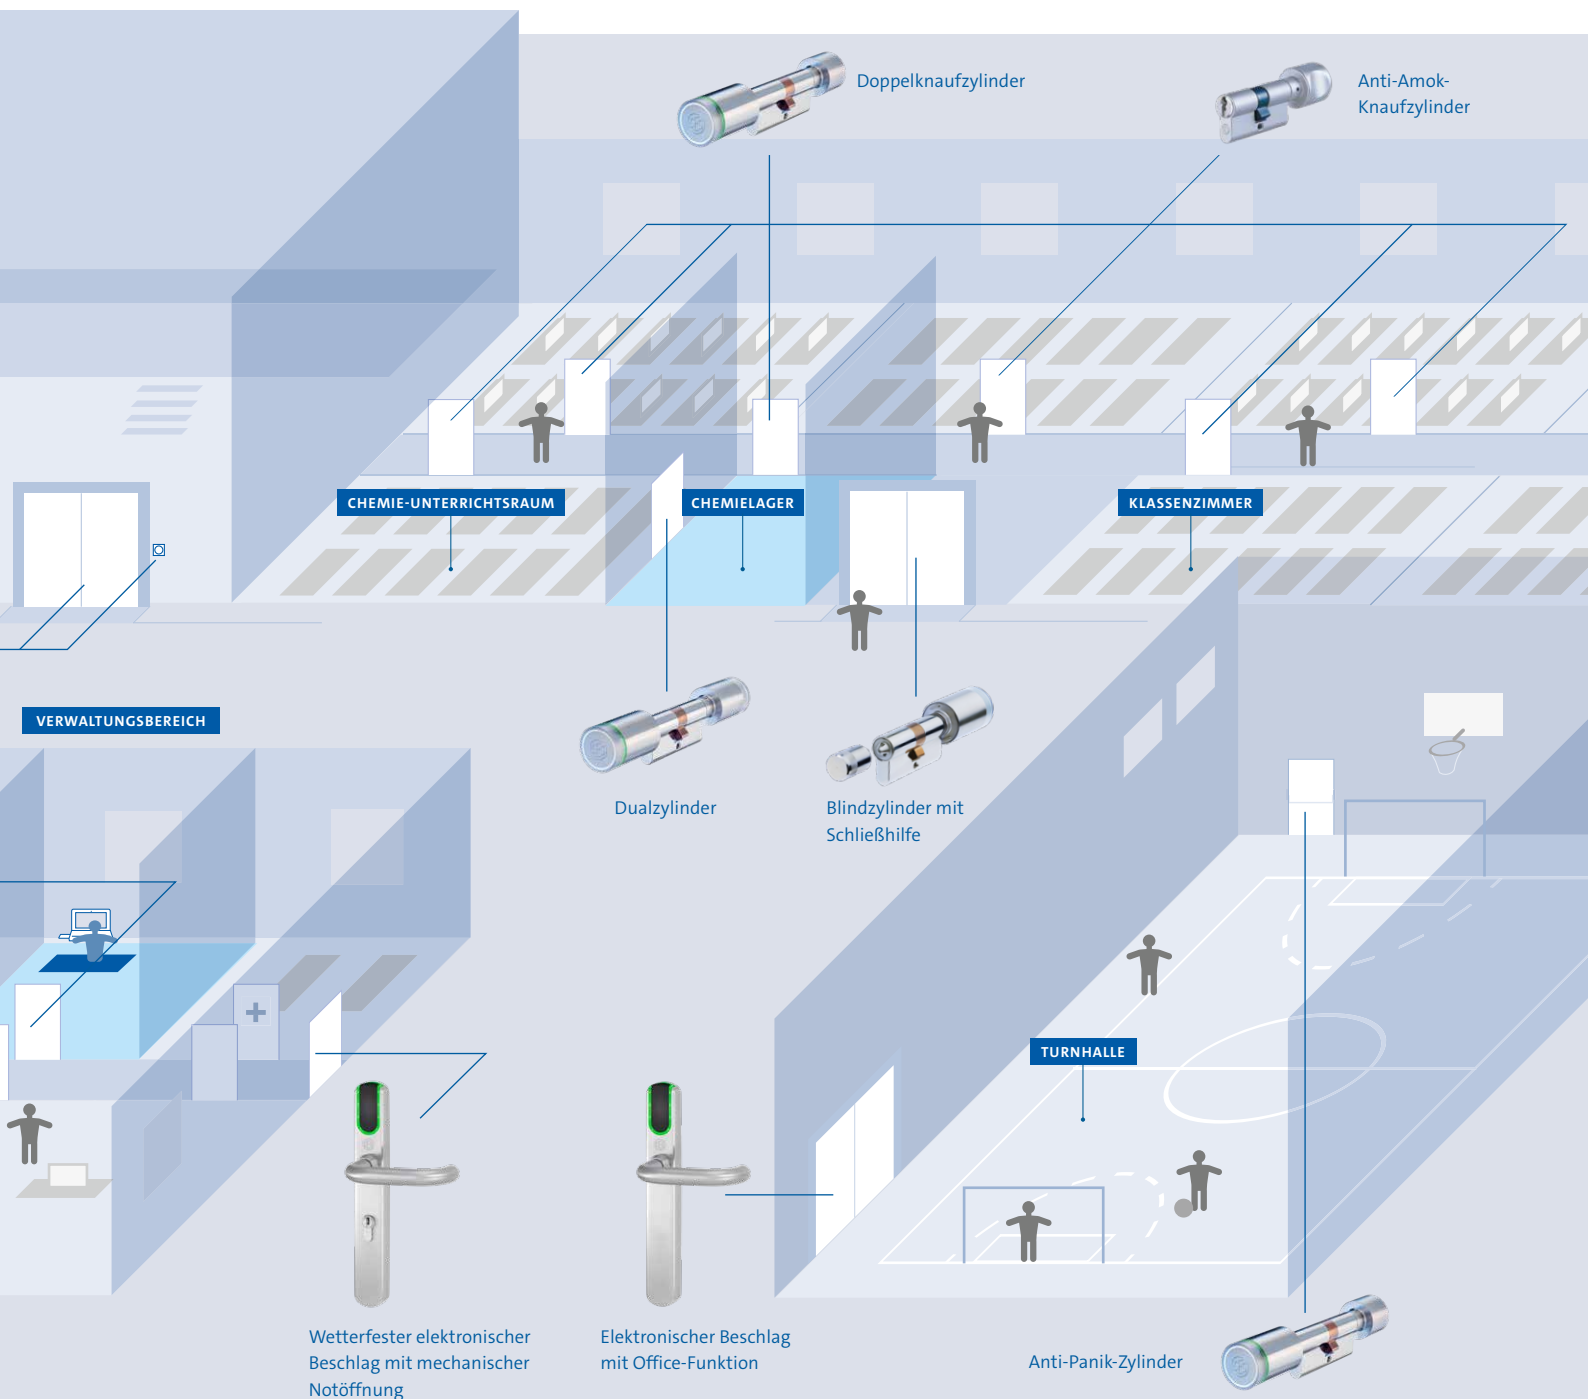 Doppelknaufzylinder
Anti-Amok-
Knaufzylinder
CHEMIE-UNTERRICHTSRAUM
CHEMIELAGER
KLASSENZIMMER
VERWALTUNGSBEREICH
Dualzylinder
Blindzylinder mit
Schließhilfe
TURNHALLE
Wetterfester elektronischer
Beschlag mit mechanischer
Notöffnung
Elektronischer Beschlag
mit Office-Funktion
Anti-Panik-Zylinder